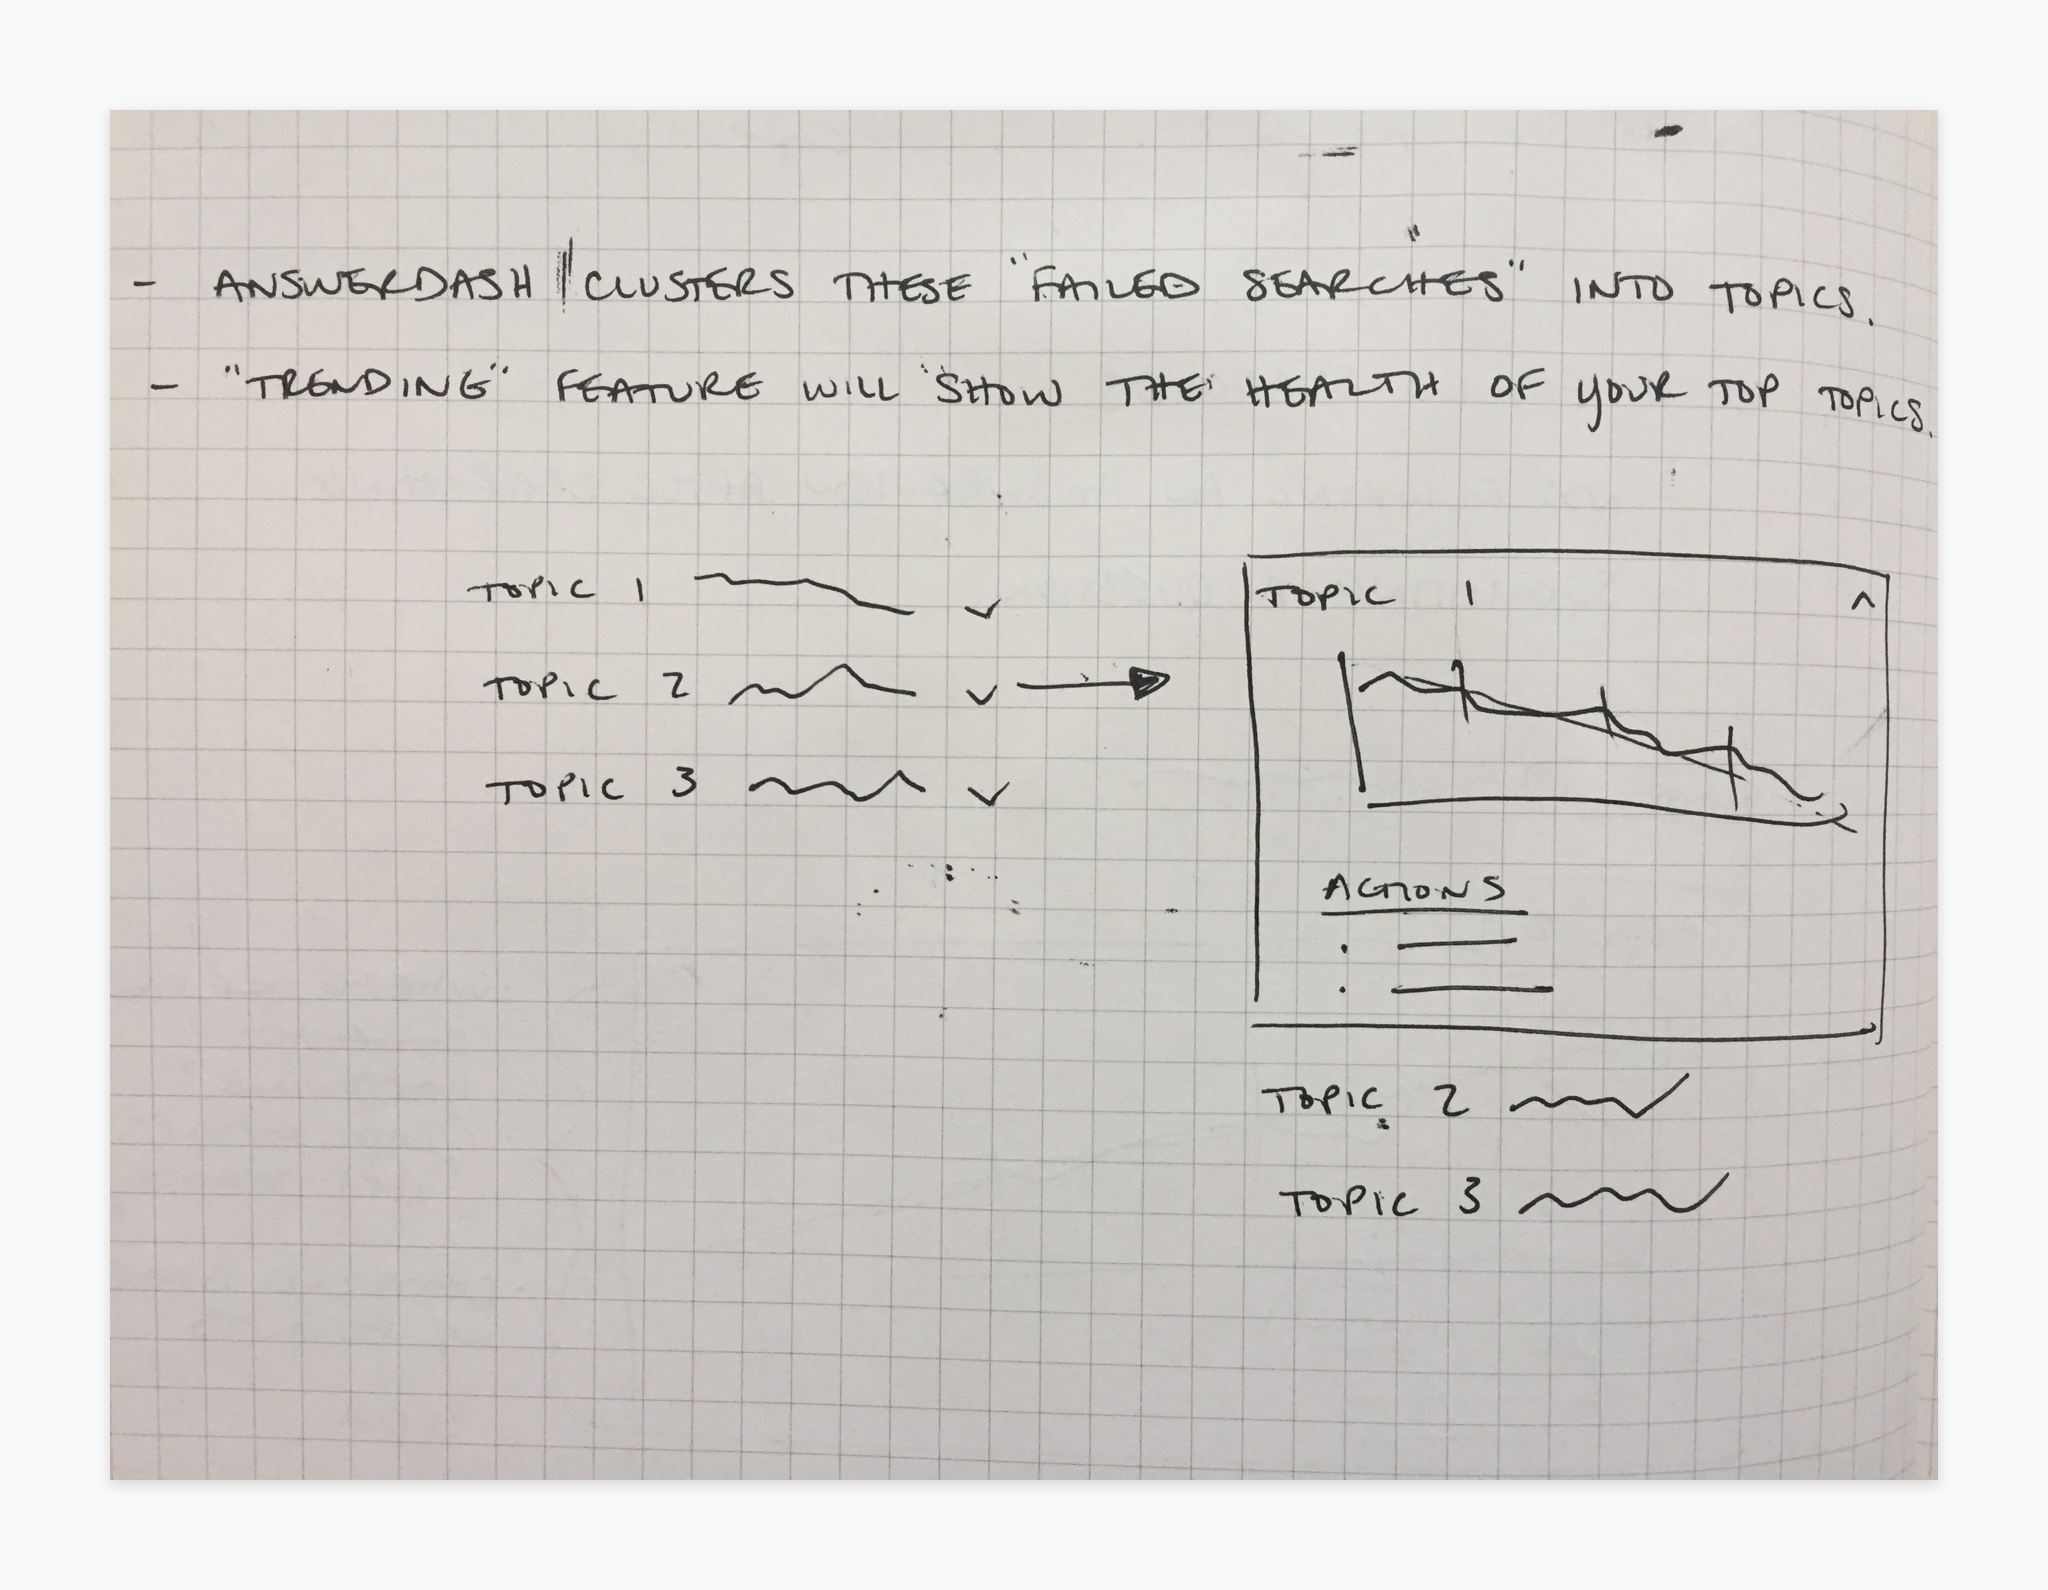 - ANSWERDASH CLUSTERS THESE "FAILED SEARCHES" INTO TOPICS.
- "TRENDING" FEATURE WILL SHOW THE HEALTH OF YOUR TOP TOPICS.
TOPIC 1
TOPIC 2
TOPIC 3
TOPIC 1
ACTIONS
TOPIC 2
TOPIC 3